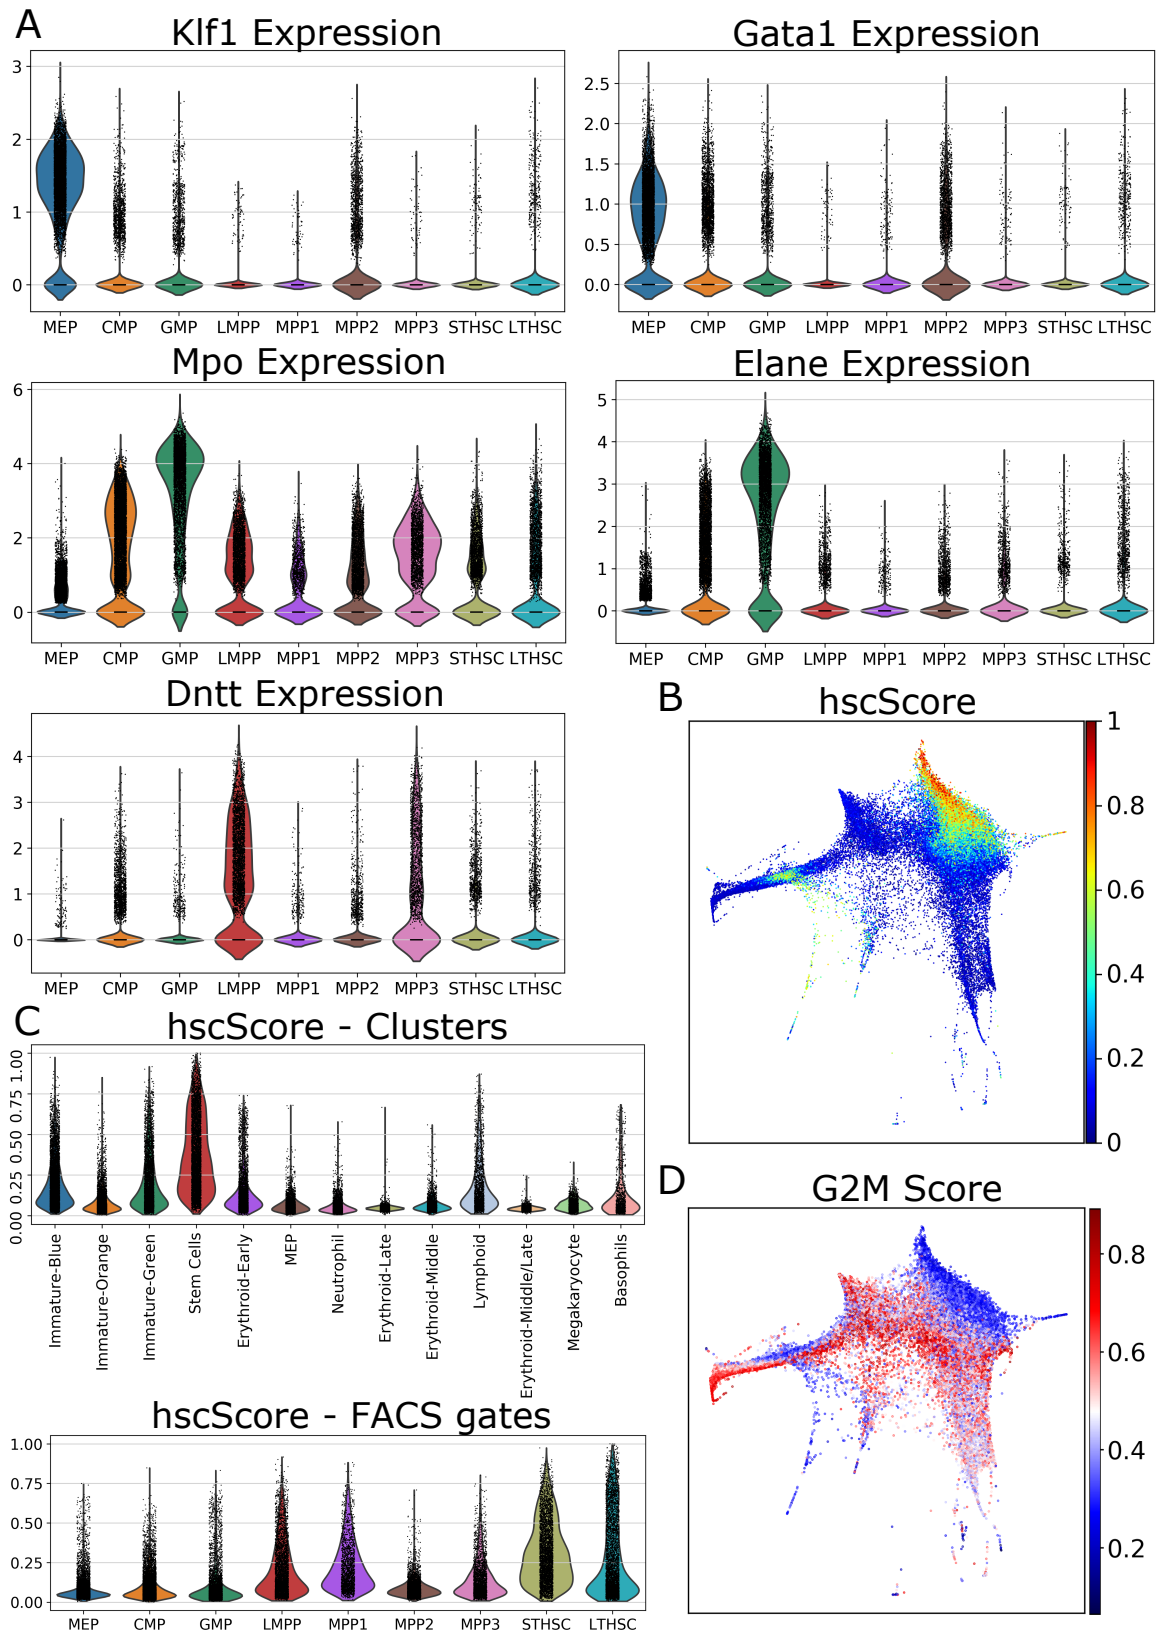 A
Klf1 Expression
3
2
1
0
MEP CMP GMP LMPP MPP1 MPP2 MPP3 STHSC LTHSC
Gata1 Expression
2.5
2.0
1.5
1.0
0.5
0.0
MEP CMP GMP LMPP MPP1 MPP2 MPP3 STHSC LTHSC
Mpo Expression
6
4
2
0
MEP CMP GMP LMPP MPP1 MPP2 MPP3 STHSC LTHSC
Elane Expression
5
4
3
2
1
0
MEP CMP GMP LMPP MPP1 MPP2 MPP3 STHSC LTHSC
Dntt Expression
4
3
2
1
0
MEP CMP GMP LMPP MPP1 MPP2 MPP3 STHSC LTHSC
B
hscScore
1
0.8
0.6
0.4
0.2
0
C
hscScore - Clusters
1.00
0.75
0.50
0.25
0.00
Immature-Blue
Immature-Orange
Immature-Green
Stem Cells
Erythroid-Early
MEP
Neutrophil
Erythroid-Late
Erythroid-Middle
Lymphoid
Erythroid-Middle/Late
Megakaryocyte
Basophils
hscScore - FACS gates
1.00
0.75
0.50
0.25
0.00
MEP CMP GMP LMPP MPP1 MPP2 MPP3 STHSC LTHSC
D
G2M Score
0.8
0.6
0.4
0.2